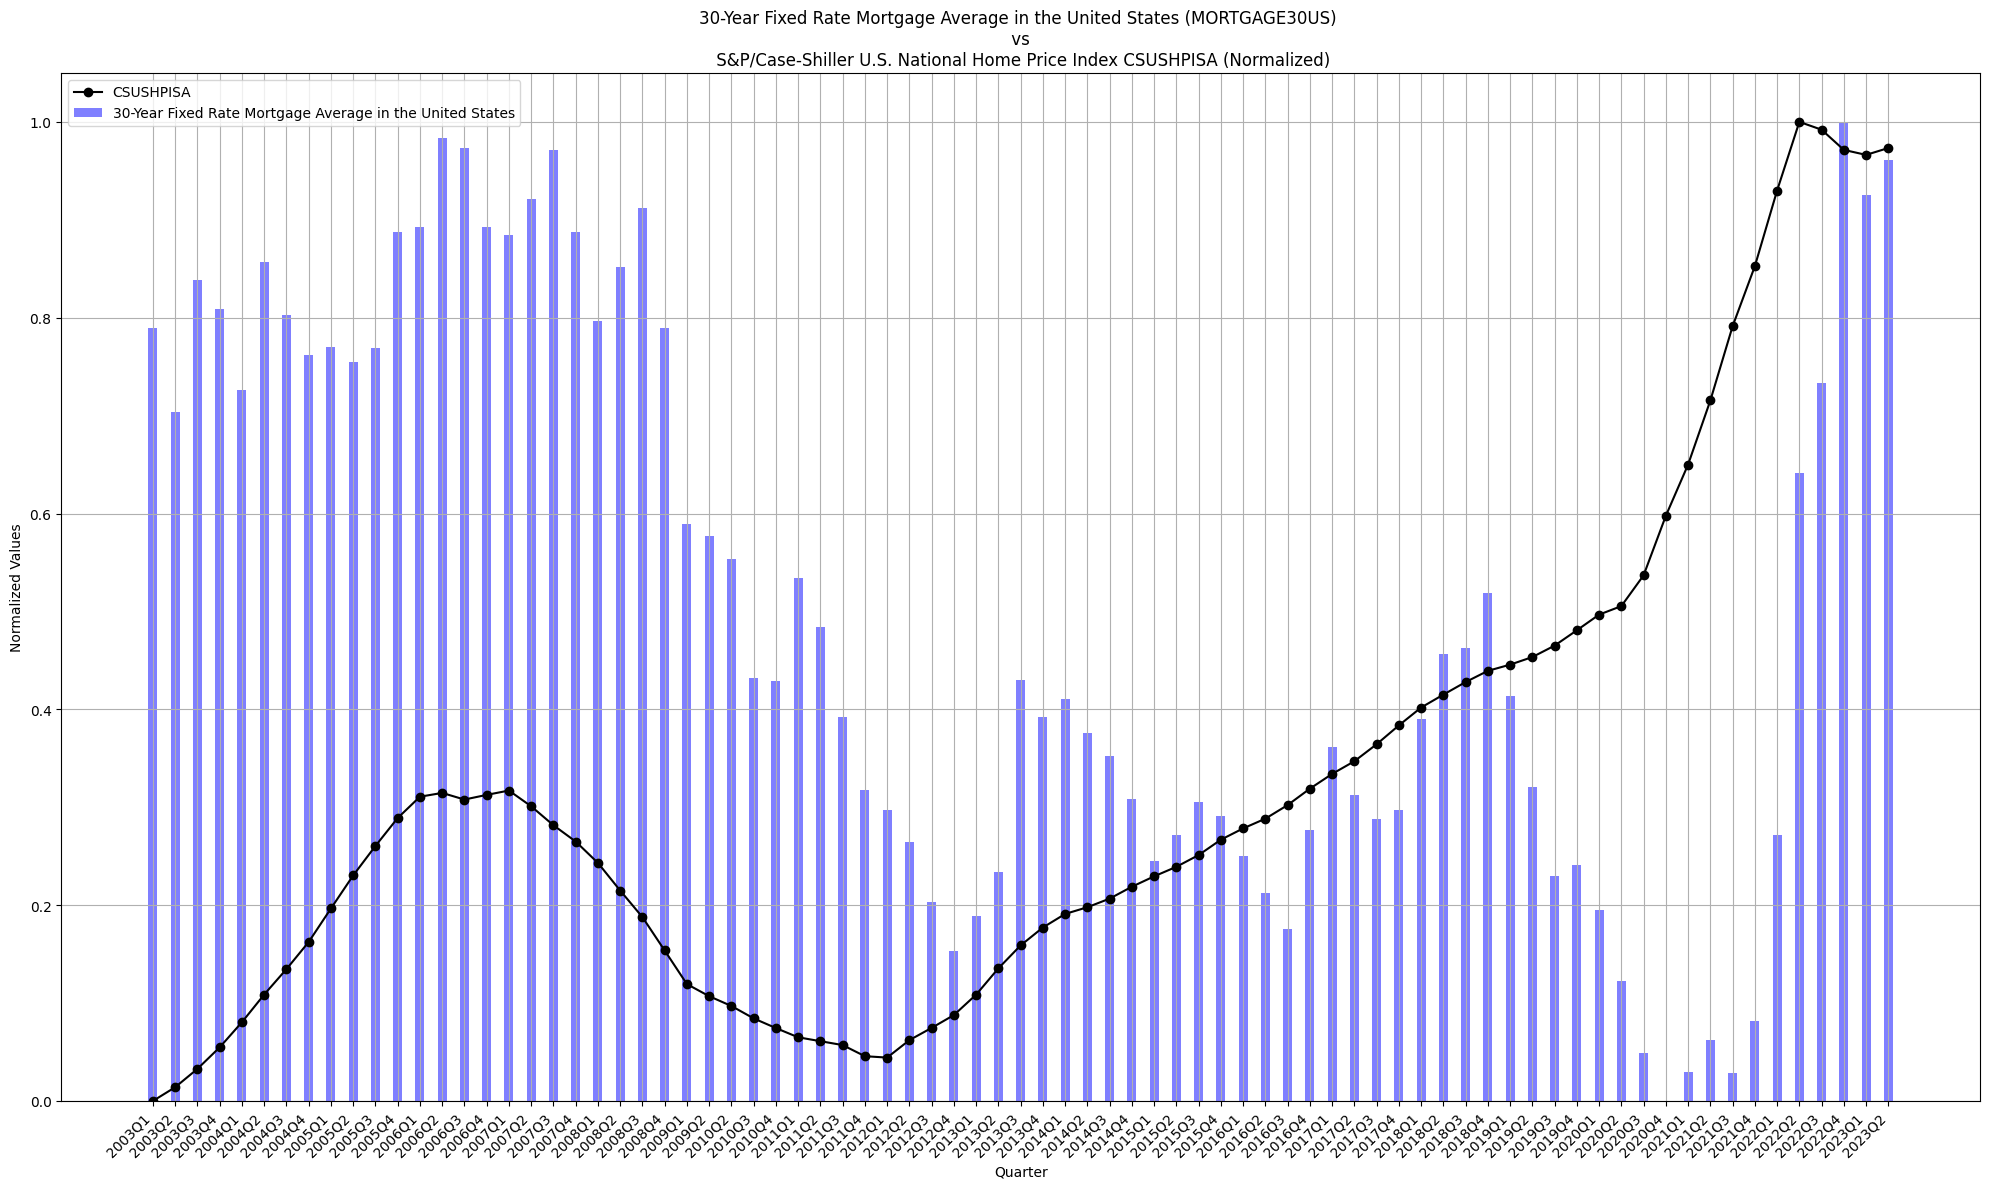 30-Year Fixed Rate Mortgage Average in the United States (MORTGAGE30US)
vs
S&P/Case-Shiller U.S. National Home Price Index CSUSHPISA (Normalized)
CSUSHPISA
30-Year Fixed Rate Mortgage Average in the United States
Normalized Values
1.0
0.8
0.6
0.4
0.2
0.0
2003Q1
2003Q2
2003Q3
2003Q4
2004Q1
2004Q2
2004Q3
2004Q4
2005Q1
2005Q2
2005Q3
2005Q4
2006Q1
2006Q2
2006Q3
2006Q4
2007Q1
2007Q2
2007Q3
2007Q4
2008Q1
2008Q2
2008Q3
2008Q4
2009Q1
2009Q2
2010Q2
2010Q3
2010Q4
2011Q1
2011Q2
2011Q3
2011Q4
2012Q1
2012Q2
2012Q3
2012Q4
2013Q1
2013Q2
2013Q3
2013Q4
2014Q1
2014Q2
2014Q3
2014Q4
2015Q1
2015Q2
2015Q3
2015Q4
2016Q1
2016Q2
2016Q3
2016Q4
2017Q1
2017Q2
2017Q3
2017Q4
2018Q1
2018Q2
2018Q3
2018Q4
2019Q1
2019Q2
2019Q3
2019Q4
2020Q1
2020Q2
2020Q3
2020Q4
2021Q1
2021Q2
2021Q3
2021Q4
2022Q1
2022Q2
2022Q3
2022Q4
2023Q1
2023Q2
Quarter